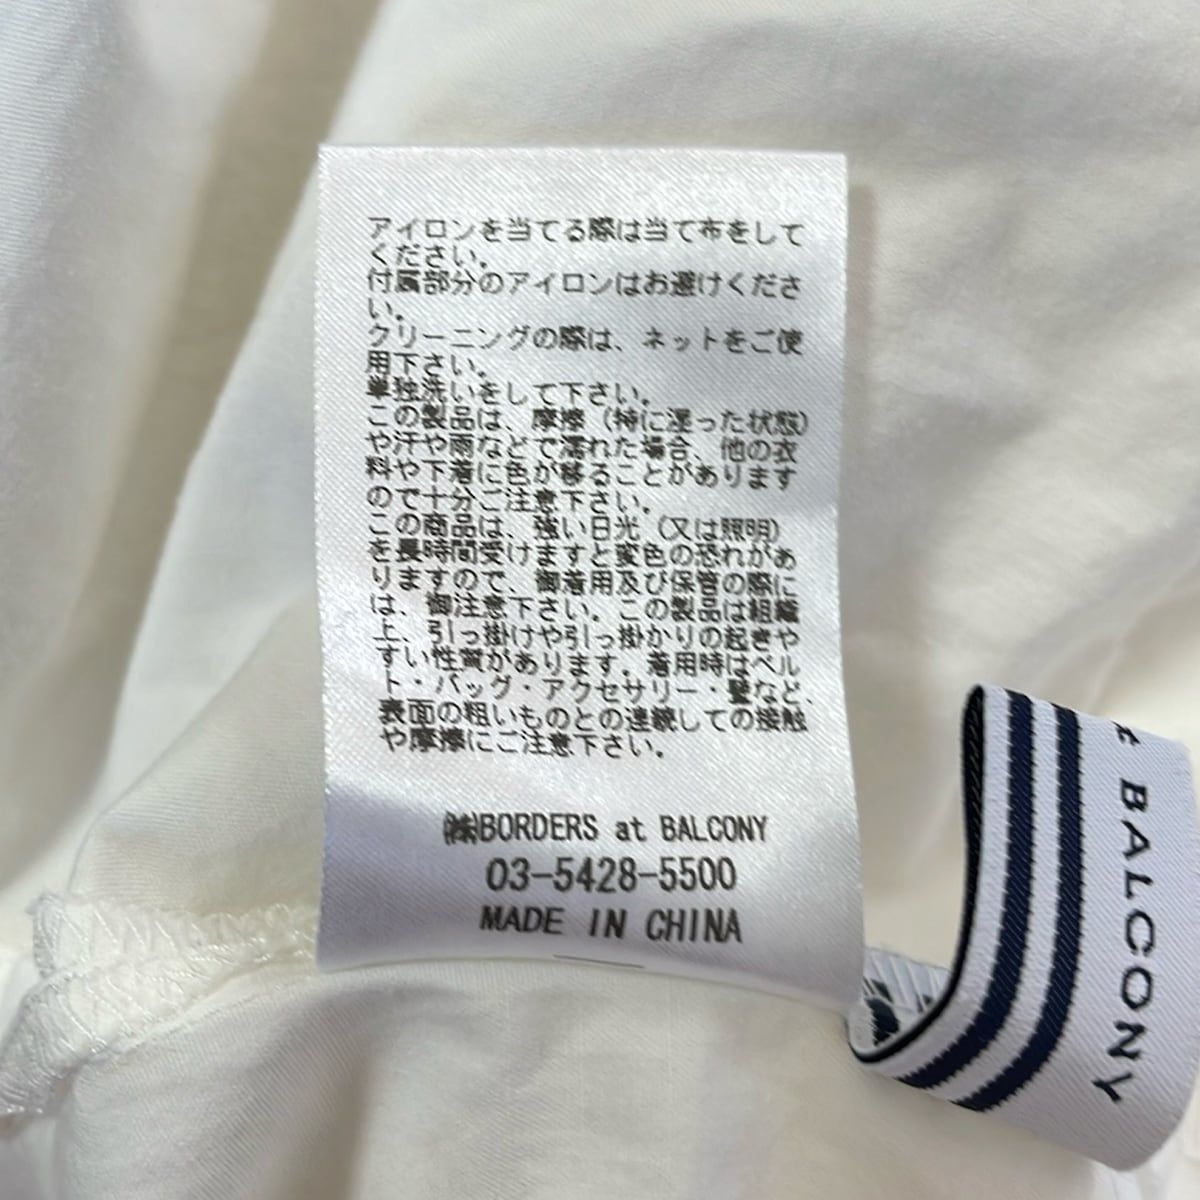 アイロンを当てる際は当て布をして
ください。
付属部分のアイロンはお避けくださ
い。
クリーニングの際は、ネットをご使
用下さい。
単独洗いをして下さい。
この製品は、摩擦（特に湿った状態）
や汗や雨などで濡れた場合、他の衣
料や下着に色が移ることがあります
ので十分ご注意下さい。
この商品は、強い日光（又は照明）
を長時間受けますと変色の恐れがあ
りますので、御着用及び保管の際に
は、御注意下さい。この製品は組織
上、引っ掛けや引っ掛かりの起きや
すい性質があります。着用時はベル
ト・バッグ・アクセサリー・壁など、
表面の粗いものとの連続しての接触
や摩擦にご注意下さい。
㈱BORDERS at BALCONY
03-5428-5500
MADE IN CHINA
BALCONY